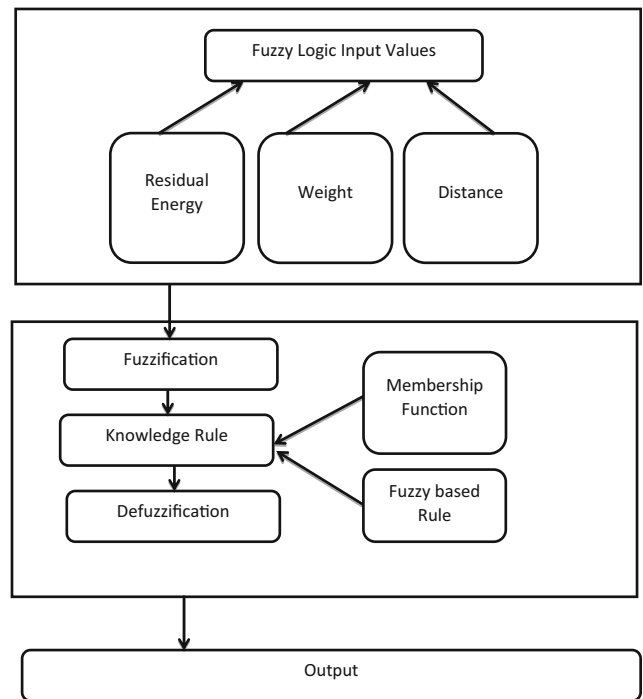 Fuzzy Logic Input Values
Residual
Energy
Weight
Distance
Fuzzification
Membership
Function
Knowledge Rule
Fuzzy based
Rule
Defuzzification
Output